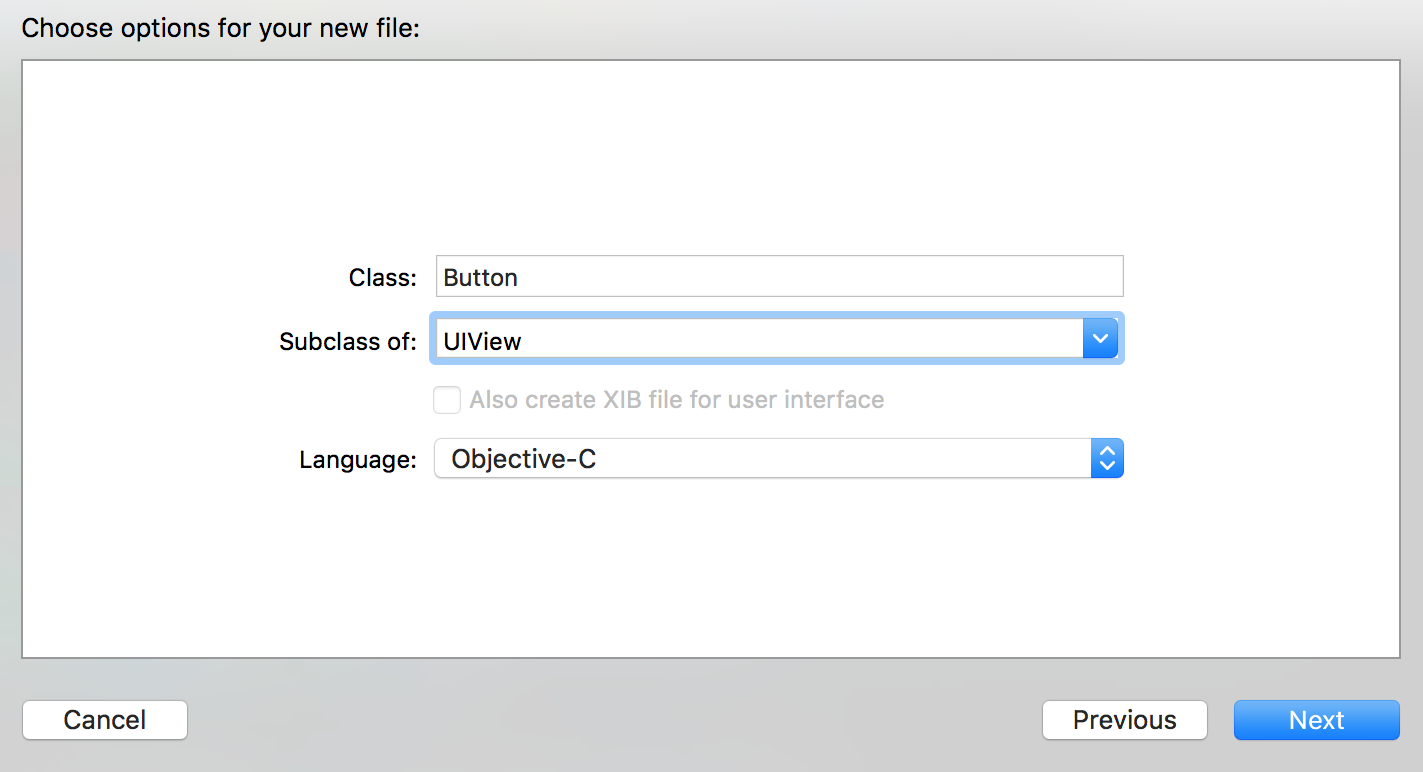 Choose options for your new file:
Class: Button
Subclass of: UIView
Also create XIB file for user interface
Language: Objective-C
Cancel Previous Next